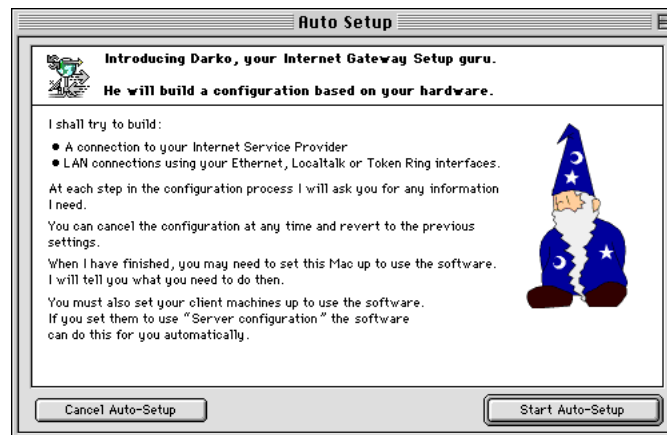 Auto Setup
Introducing Darko, your Internet Gateway Setup guru.
He will build a configuration based on your hardware.
I shall try to build:
● A connection to your Internet Service Provider
● LAN connections using your Ethernet, Localtalk or Token Ring interfaces.
At each step in the configuration process I will ask you for any information
I need.
You can cancel the configuration at any time and revert to the previous
settings.
When I have finished, you may need to set this Mac up to use the software.
I will tell you what you need to do then.
You must also set your client machines up to use the software.
If you set them to use “Server configuration” the software
can do this for you automatically.
Cancel Auto-Setup
Start Auto-Setup